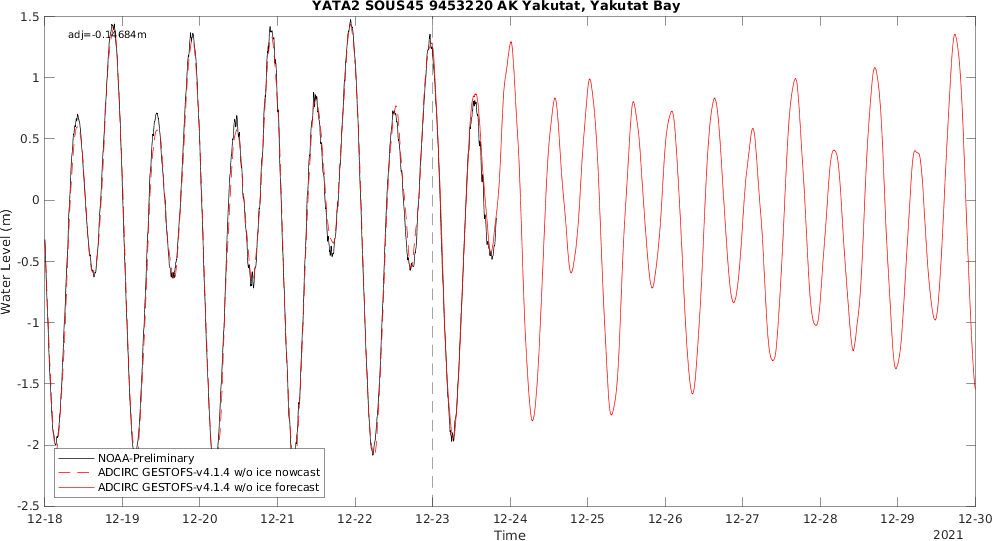 YATA2 SOUS45 9453220 AK Yakutat, Yakutat Bay
adj=-0.14684m
1.5
1
0.5
0
-0.5
-1
-1.5
-2
-2.5
Water Level (m)
NOAA-Preliminary
ADCIRC GESTOFS-v4.1.4 w/o ice nowcast
ADCIRC GESTOFS-v4.1.4 w/o ice forecast
12-18 12-19 12-20 12-21 12-22 12-23 12-24 12-25 12-26 12-27 12-28 12-29 12-30
Time
2021